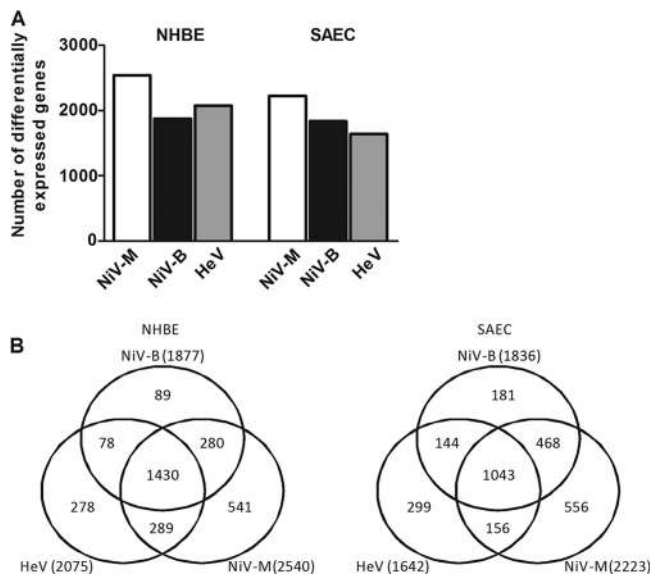 A
NHBE SAEC
Number of differentially
expressed genes
3000
2000
1000
0
NiV-M NiV-B HeV NiV-M NiV-B HeV
B
NHBE SAEC
NiV-B (1877) NiV-B (1836)
89 181
78 280 144 468
1430 1043
278 541 299 556
289 156
HeV (2075) NiV-M(2540) HeV (1642) NiV-M(2223)